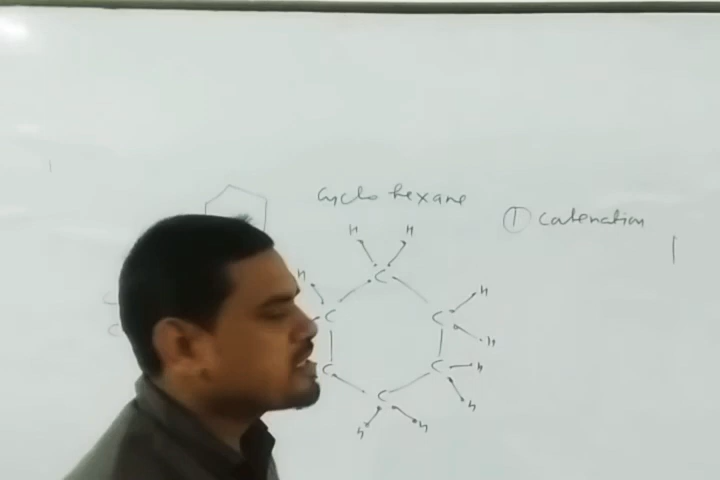 Cyclo hexane
① Catenation
H H
C
H
C C H
H
C C H
H
C
H H